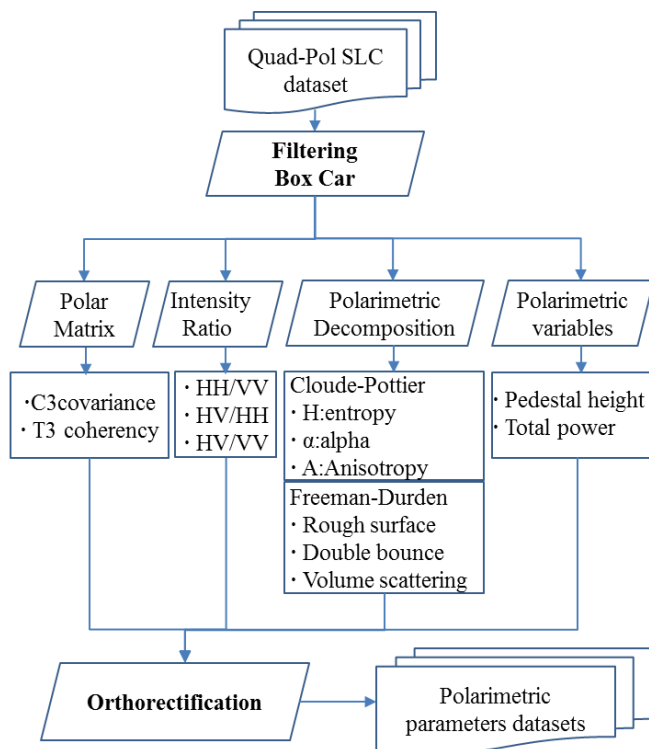 Quad-Pol SLC
dataset
Filtering
Box Car
Polar
Matrix
Intensity
Ratio
Polarimetric
Decomposition
Polarimetric
variables
・C3covariance
・T3 coherency
・HH/VV
・HV/HH
・HV/VV
Cloude-Pottier
・H:entropy
・α:alpha
・A:Anisotropy
Freeman-Durden
・Rough surface
・Double bounce
・Volume scattering
・Pedestal height
・Total power
Orthorectification
Polarimetric
parameters datasets